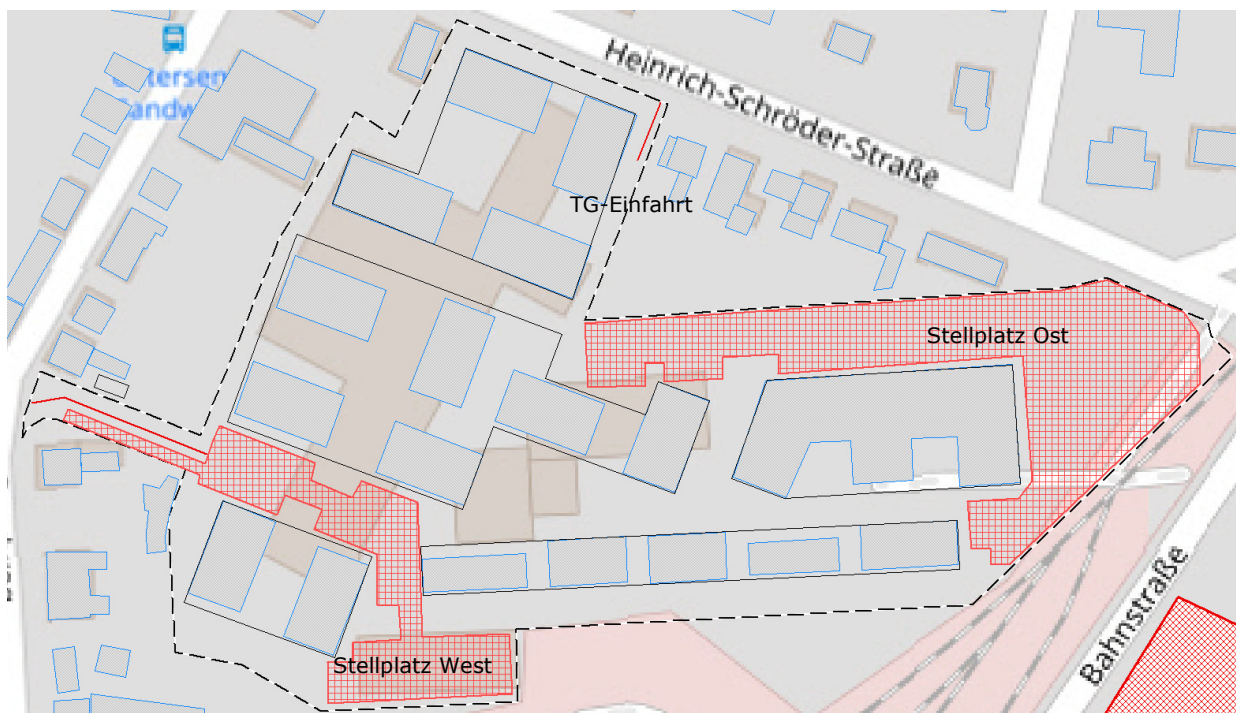 Heinrich-Schröder-Straße
TG-Einfahrt
Stellplatz Ost
Stellplatz West
Bahnstraße